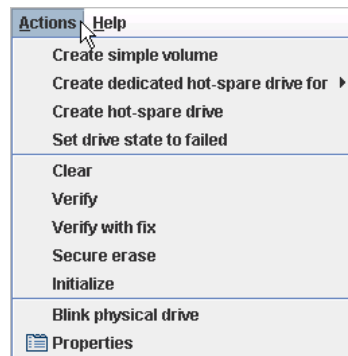 Actions Help
Create simple volume
Create dedicated hot-spare drive for
Create hot-spare drive
Set drive state to failed
Clear
Verify
Verify with fix
Secure erase
Initialize
Blink physical drive
Properties